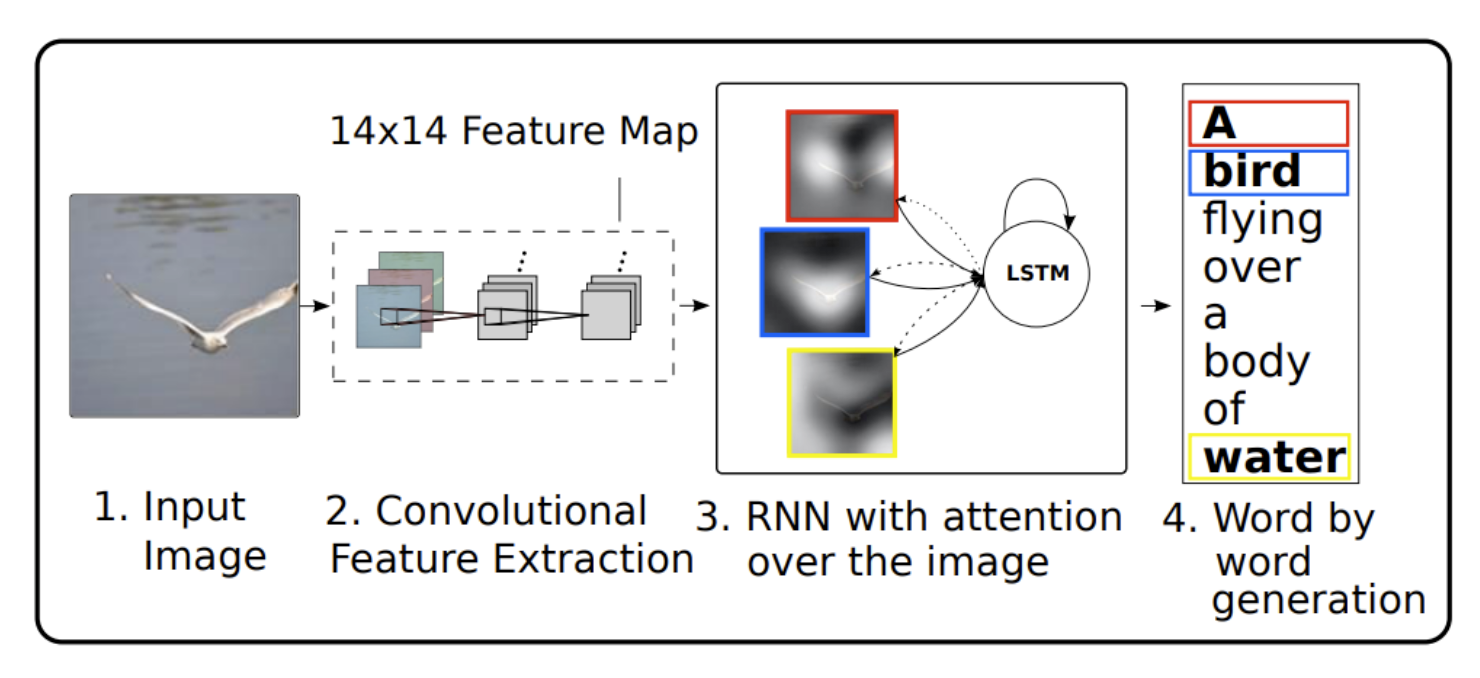 14x14 Feature Map
LSTM
A
bird
flying
over
a
body
of
water
1. Input
Image
2. Convolutional
Feature Extraction
3. RNN with attention
over the image
4. Word by
word
generation